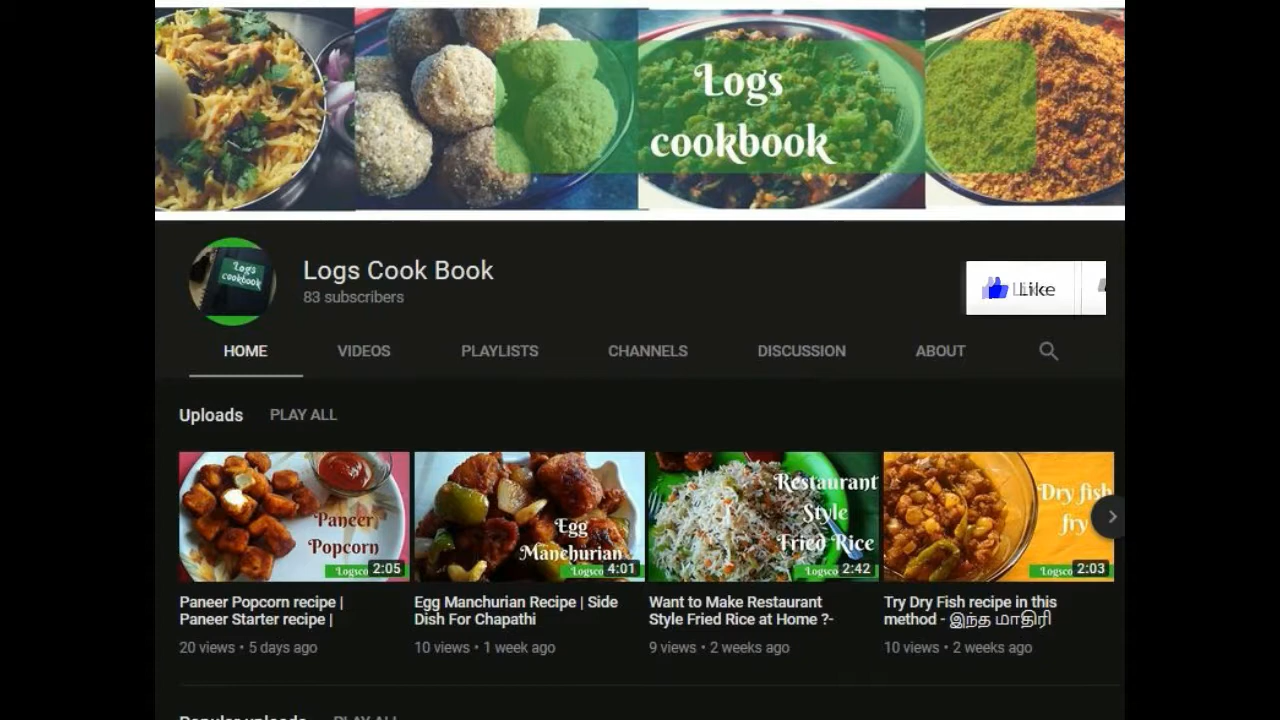 Logs
cookbook
Logs
cookbook
Logs Cook Book
83 subscribers
Like
HOME VIDEOS PLAYLISTS CHANNELS DISCUSSION ABOUT
Uploads PLAY ALL
Paneer
Popcorn
Logsco 2:05
Egg
Manchurian
Logsco 4:01
Restaurant
Style
Fried Rice
Logsco 2:42
Dry fish
fry
Logsco 2:03
Paneer Popcorn recipe |
Paneer Starter recipe |
20 views • 5 days ago
Egg Manchurian Recipe | Side
Dish For Chapathi
10 views • 1 week ago
Want to Make Restaurant
Style Fried Rice at Home ?-
9 views • 2 weeks ago
Try Dry Fish recipe in this
method - இந்த மாதிரி
10 views • 2 weeks ago
Popular uploads PLAY ALL